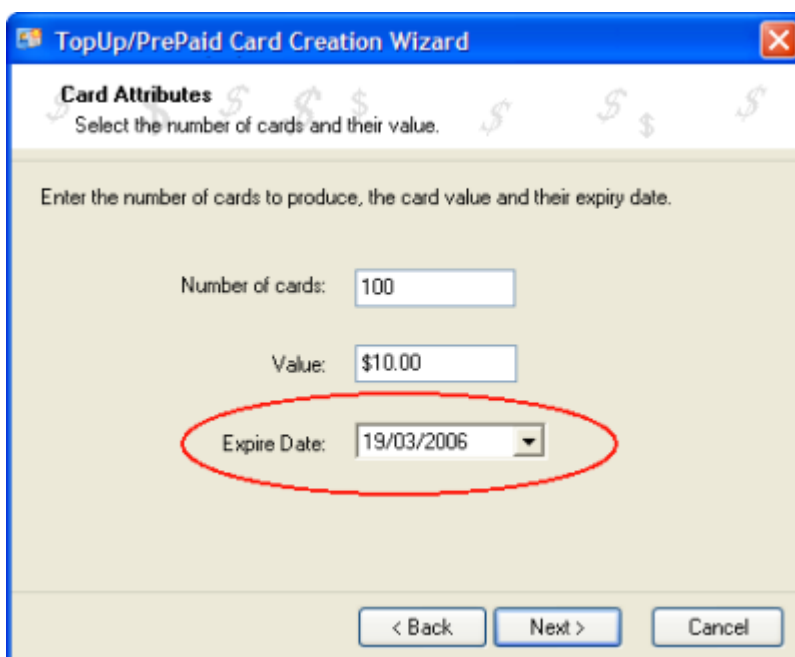 TopUp/PrePaid Card Creation Wizard
Card Attributes
Select the number of cards and their value.
Enter the number of cards to produce, the card value and their expiry date.
Number of cards: 100
Value: $10.00
Expire Date: 19/03/2006
< Back Next > Cancel